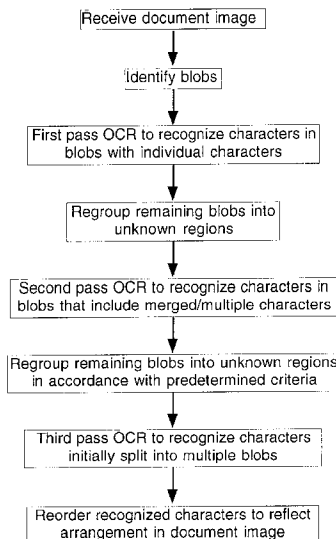 Receive document image
Identify blobs
First pass OCR to recognize characters in
blobs with individual characters
Regroup remaining blobs into
unknown regions
Second pass OCR to recognize characters in
blobs that include merged/multiple characters
Regroup remaining blobs into unknown regions
in accordance with predetermined criteria
Third pass OCR to recognize characters
initially split into multiple blobs
Reorder recognized characters to reflect
arrangement in document image